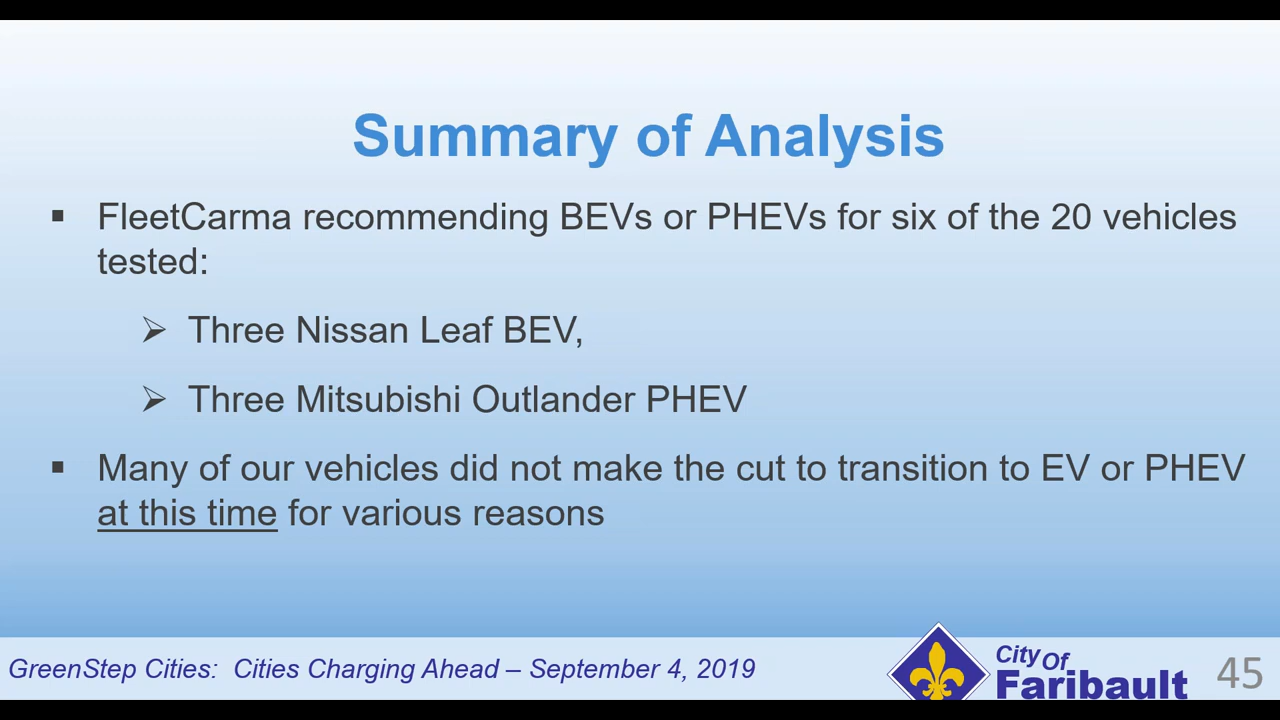 Summary of Analysis
▪ FleetCarma recommending BEVs or PHEVs for six of the 20 vehicles
tested:
➢ Three Nissan Leaf BEV,
➢ Three Mitsubishi Outlander PHEV
▪ Many of our vehicles did not make the cut to transition to EV or PHEV
at this time for various reasons
GreenStep Cities: Cities Charging Ahead – September 4, 2019
City Of
Faribault
45